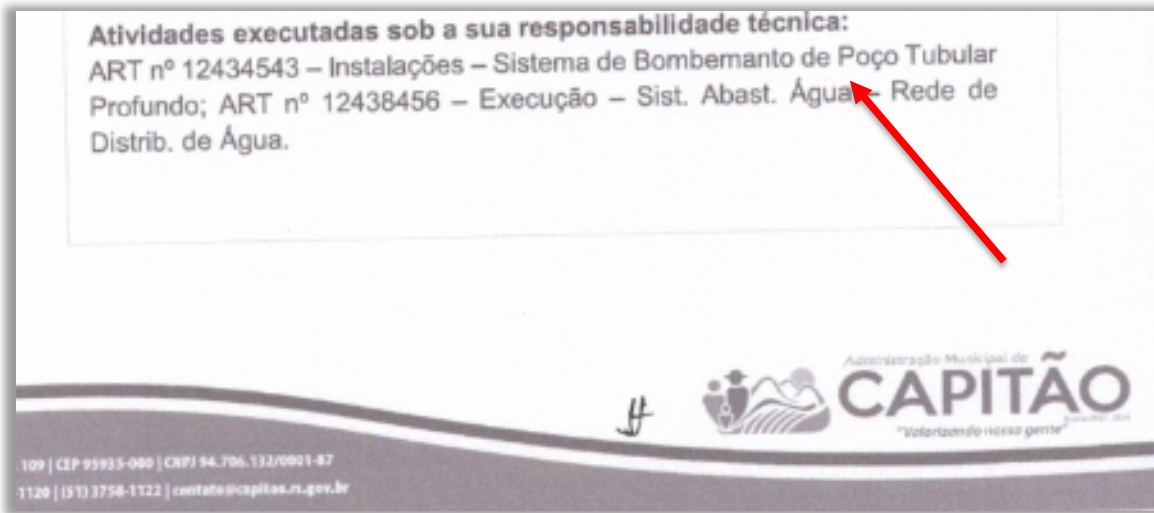 Atividades executadas sob a sua responsabilidade técnica:
ART nº 12434543 – Instalações – Sistema de Bombemanto de Poço Tubular
Profundo; ART nº 12438456 – Execução – Sist. Abast. Água – Rede de
Distrib. de Água.
Administração Municipal de
CAPITÃO
"Valorizando nossa gente"
109 | CEP 95935-000 | CNPJ 94.706.132/0001-87
-1120 | (51) 3758-1122 | contato@capitao.rs.gov.br